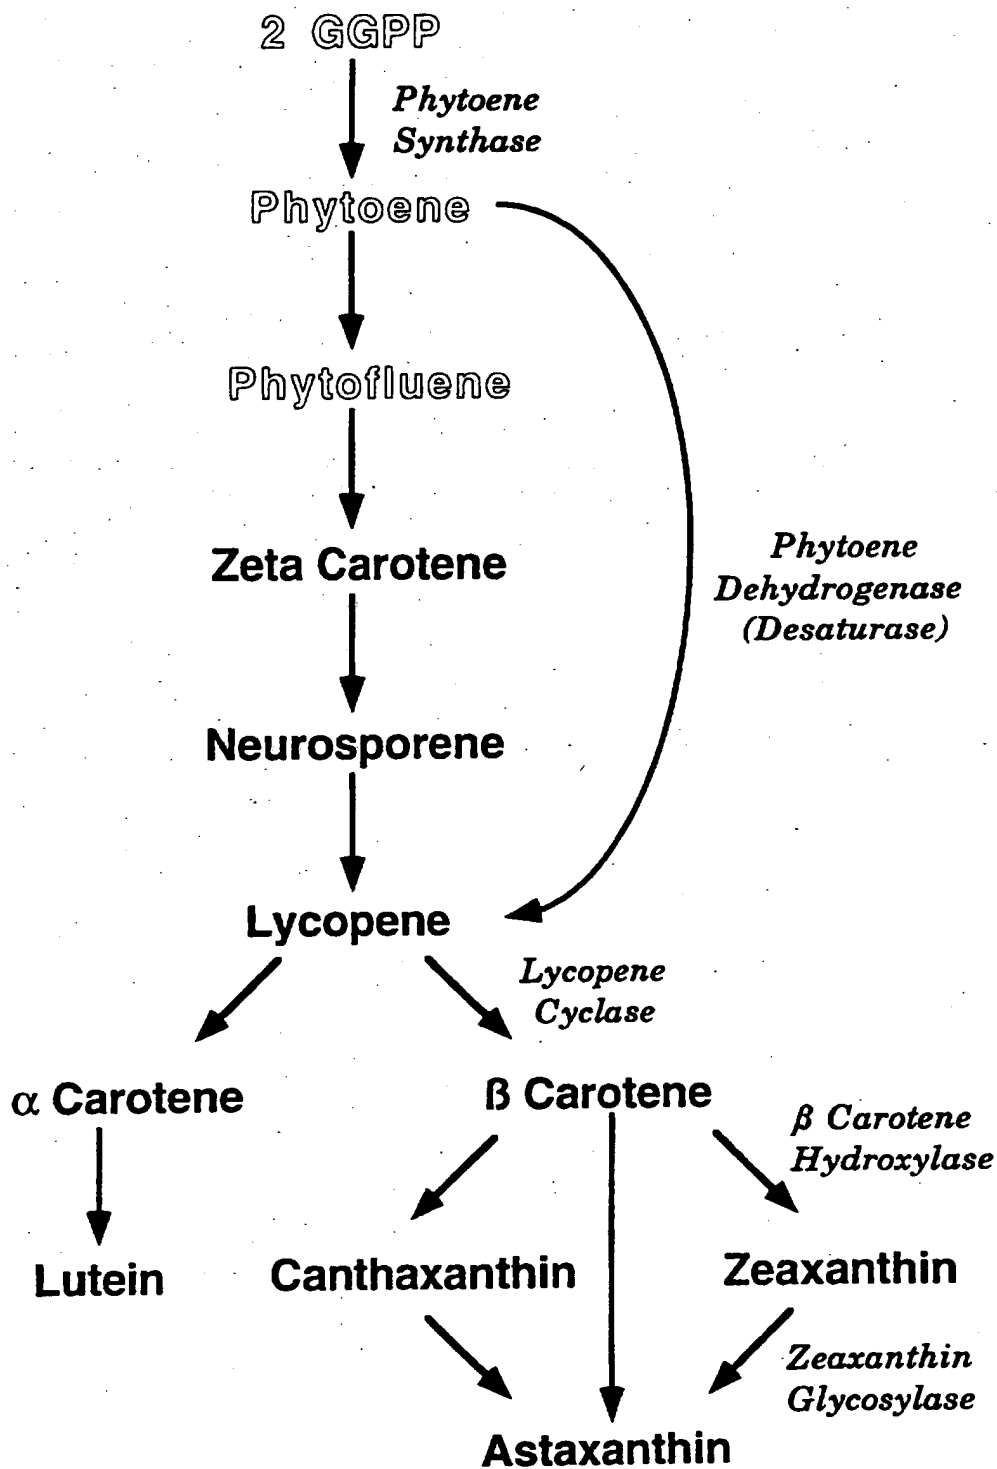 2 GGPP
Phytoene
Synthase
Phytoene
Phytofluene
Zeta Carotene
Phytoene
Dehydrogenase
(Desaturase)
Neurosporene
Lycopene
Lycopene
Cyclase
α Carotene
ß Carotene
β Carotene
Hydroxylase
Lutein
Canthaxanthin
Zeaxanthin
Zeaxanthin
Glycosylase
Astaxanthin